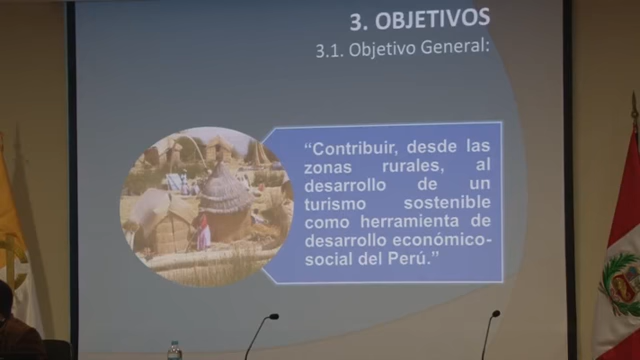 3. OBJETIVOS
3.1. Objetivo General:
“Contribuir, desde las
zonas rurales, al
desarrollo de un
turismo sostenible
como herramienta de
desarrollo económico-
social del Perú.”